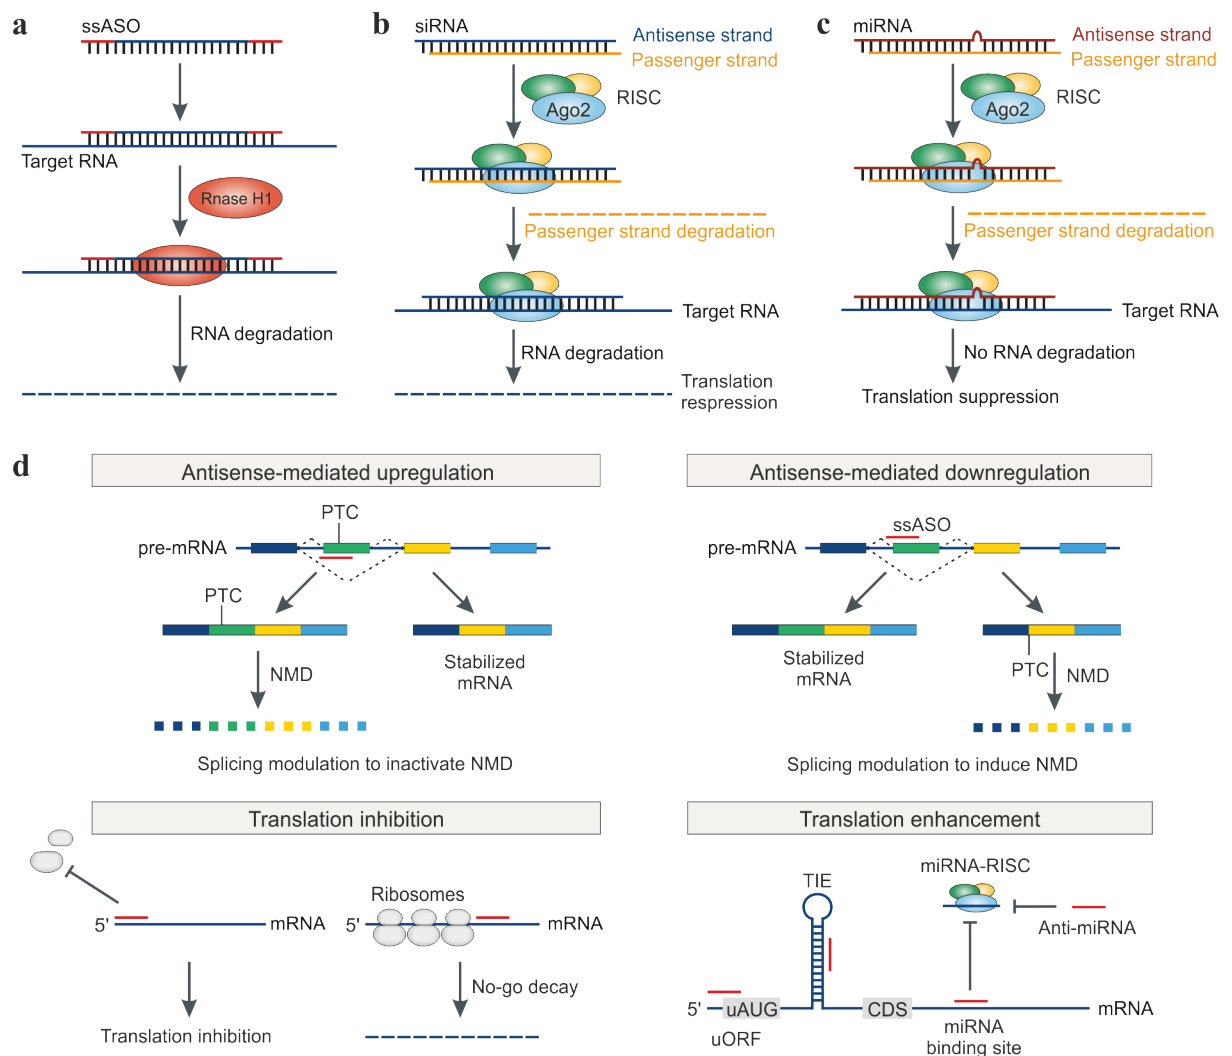 a
ssASO
Target RNA
Rnase H1
RNA degradation
b
siRNA
Antisense strand
Passenger strand
Ago2
RISC
Passenger strand degradation
Target RNA
RNA degradation
Translation
respression
c
miRNA
Antisense strand
Passenger strand
Ago2
RISC
Passenger strand degradation
Target RNA
No RNA degradation
Translation suppression
d
Antisense-mediated upregulation
PTC
pre-mRNA
PTC
NMD
Stabilized
mRNA
Splicing modulation to inactivate NMD
Antisense-mediated downregulation
ssASO
pre-mRNA
Stabilized
mRNA
PTC
NMD
Splicing modulation to induce NMD
Translation inhibition
5'
mRNA
Translation inhibition
Ribosomes
5'
mRNA
No-go decay
Translation enhancement
miRNA-RISC
TIE
Anti-miRNA
5'
uAUG
CDS
mRNA
uORF
miRNA
binding site